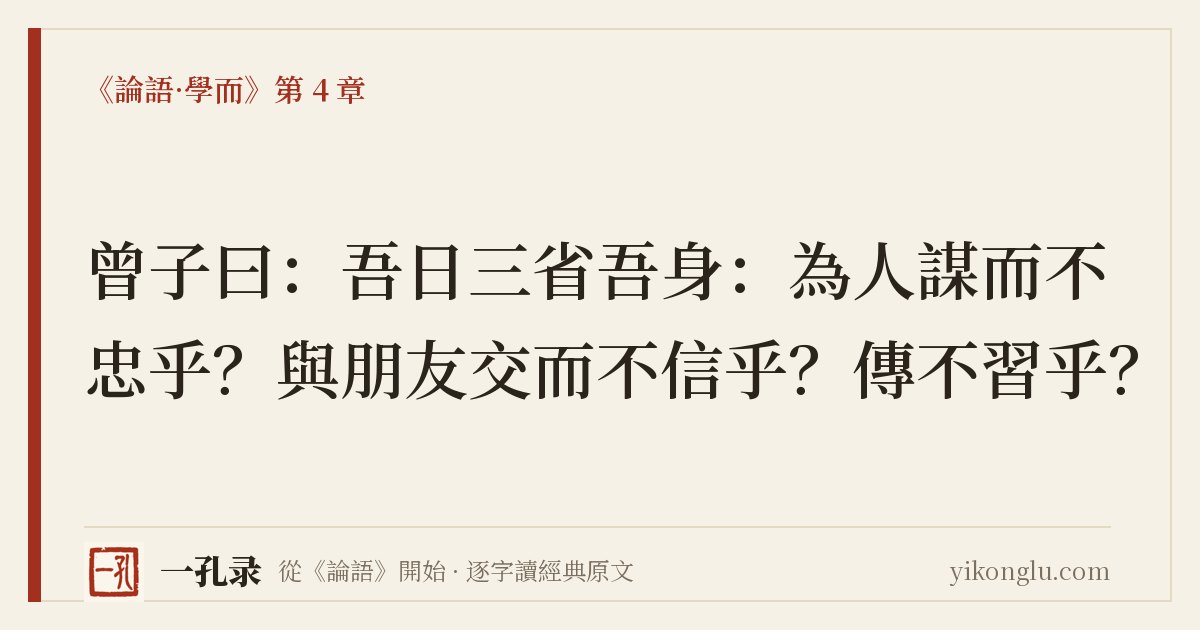 《論語·學而》第 4 章
曾子曰：吾日三省吾身：為人謀而不
忠乎？與朋友交而不信乎？傳不習乎？
一孔
一孔录 從《論語》開始 · 逐字讀經典原文 yikonglu.com